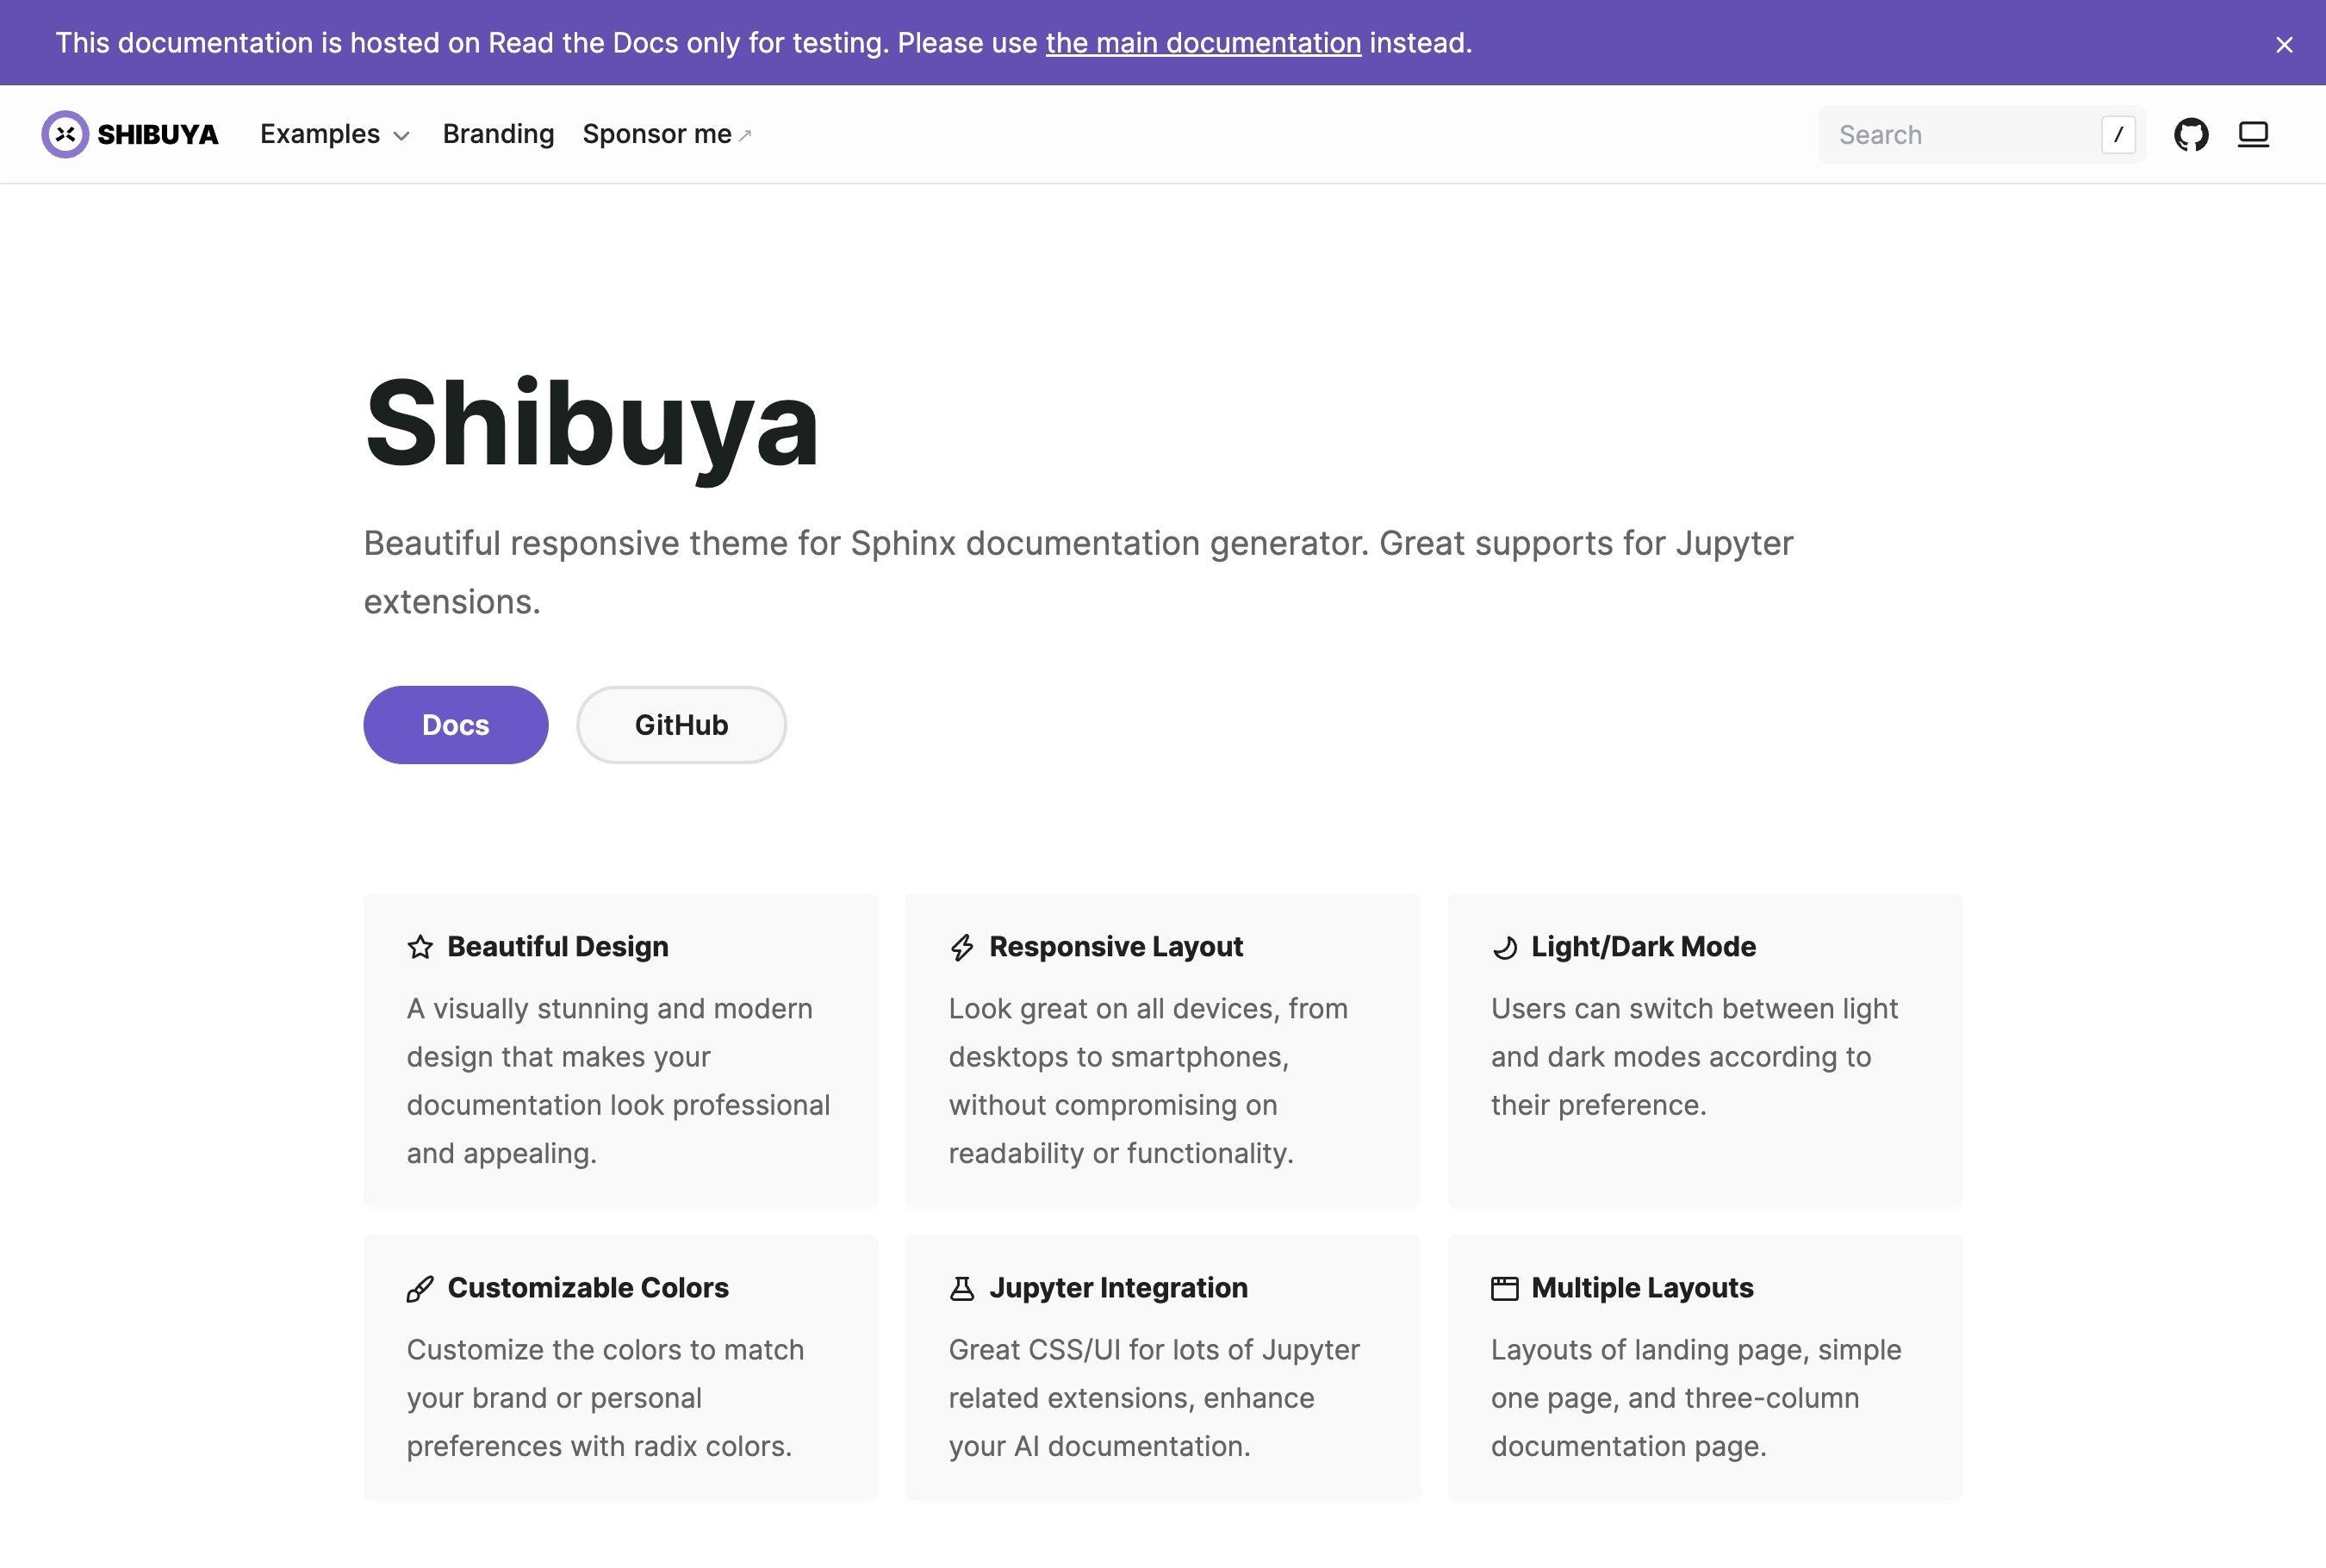 This documentation is hosted on Read the Docs only for testing. Please use the main documentation instead.
SHIBUYA Examples Branding Sponsor me Search /
Shibuya
Beautiful responsive theme for Sphinx documentation generator. Great supports for Jupyter
extensions.
Docs GitHub
Beautiful Design
A visually stunning and modern
design that makes your
documentation look professional
and appealing.
Responsive Layout
Look great on all devices, from
desktops to smartphones,
without compromising on
readability or functionality.
Light/Dark Mode
Users can switch between light
and dark modes according to
their preference.
Customizable Colors
Customize the colors to match
your brand or personal
preferences with radix colors.
Jupyter Integration
Great CSS/UI for lots of Jupyter
related extensions, enhance
your AI documentation.
Multiple Layouts
Layouts of landing page, simple
one page, and three-column
documentation page.